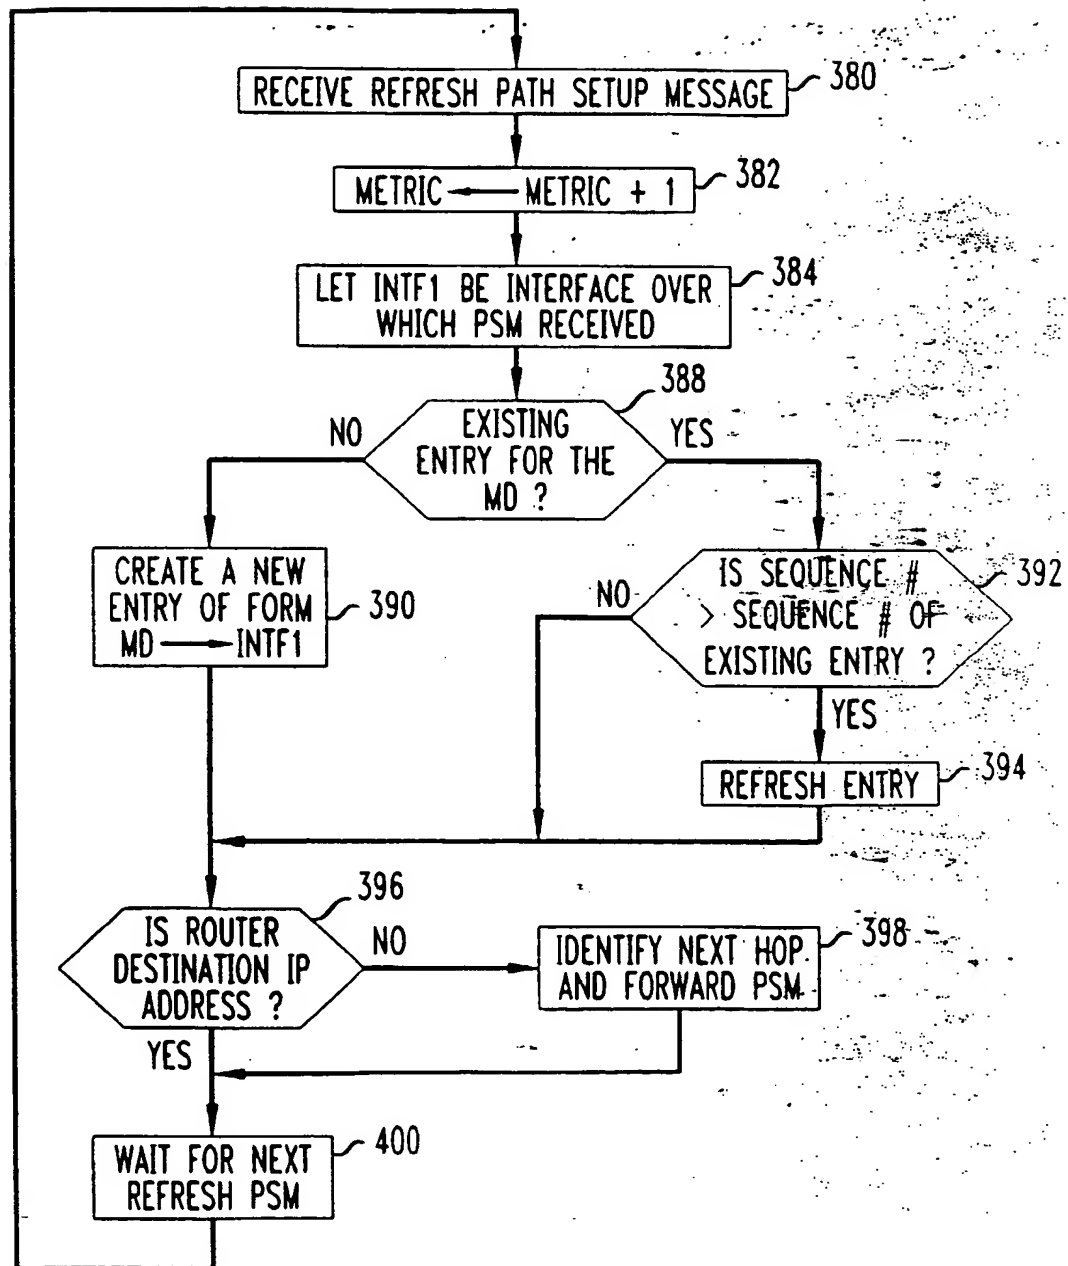 RECEIVE REFRESH PATH SETUP MESSAGE
380
METRIC ← METRIC + 1
382
LET INTF1 BE INTERFACE OVER
WHICH PSM RECEIVED
384
388
EXISTING
ENTRY FOR THE
MD ?
NO
YES
CREATE A NEW
ENTRY OF FORM
MD → INTF1
390
IS SEQUENCE #
> SEQUENCE # OF
EXISTING ENTRY ?
392
NO
YES
REFRESH ENTRY
394
396
IS ROUTER
DESTINATION IP
ADDRESS ?
NO
YES
IDENTIFY NEXT HOP
AND FORWARD PSM
398
WAIT FOR NEXT
REFRESH PSM
400